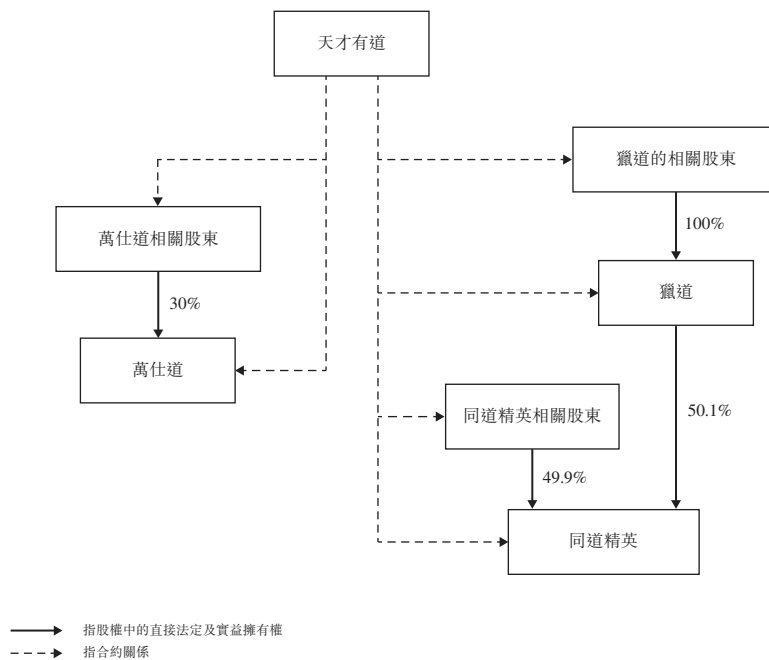 天才有道
獵道的相關股東
萬仕道相關股東
100%
30%
獵道
萬仕道
同道精英相關股東
50.1%
49.9%
同道精英
指股權中的直接法定及實益擁有權
指合約關係